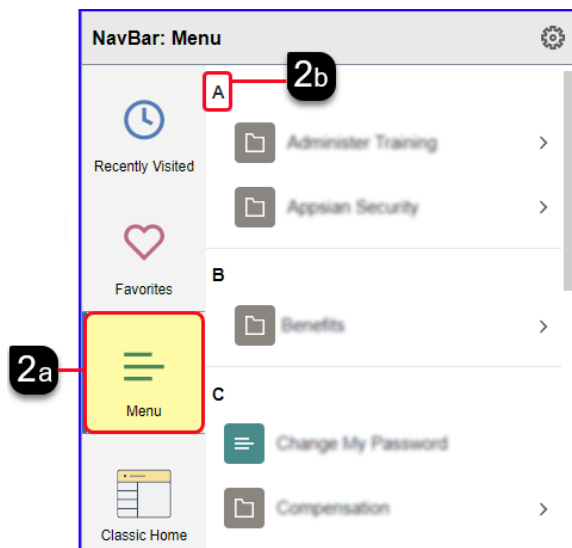 NavBar: Menu
2b
A
Administer Training
Recently Visited
Appsian Security
Favorites
B
Benefits
2a
Menu
C
Change My Password
Compensation
Classic Home